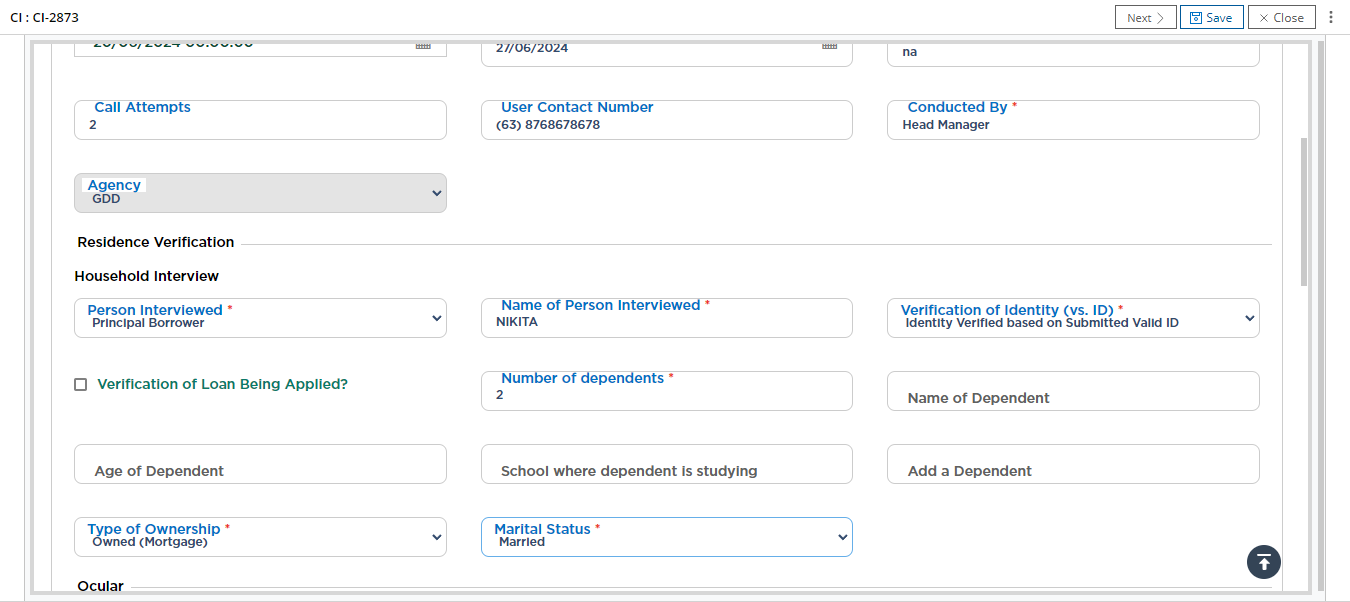 CI : CI-2873
Next
Save
Close
27/06/2024
na
Call Attempts
2
User Contact Number
(63) 8768678678
Conducted By *
Head Manager
Agency
GDD
Residence Verification
Household Interview
Person Interviewed *
Principal Borrower
Name of Person Interviewed *
NIKITA
Verification of Identity (vs. ID) *
Identity Verified based on Submitted Valid ID
Verification of Loan Being Applied?
Number of dependents *
2
Name of Dependent
Age of Dependent
School where dependent is studying
Add a Dependent
Type of Ownership *
Owned (Mortgage)
Marital Status *
Married
Ocular